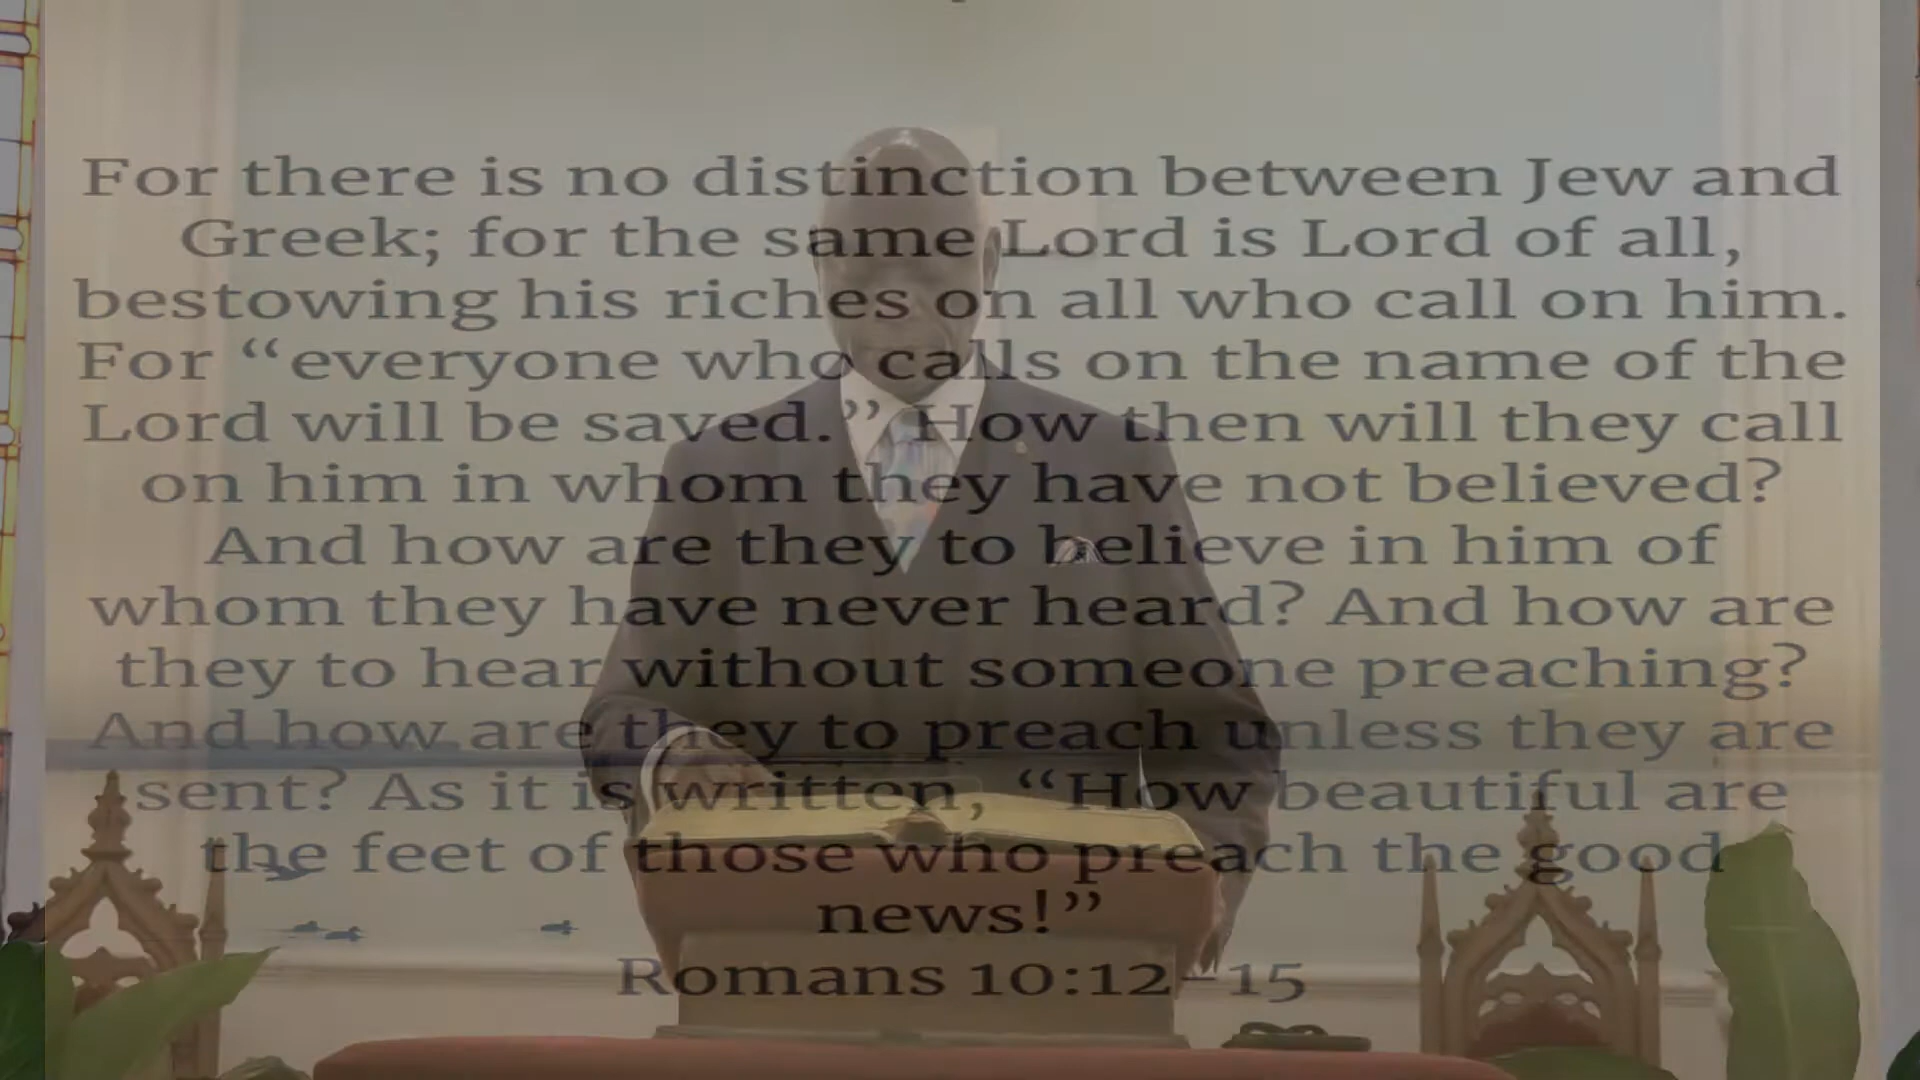 For there is no distinction between Jew and
Greek; for the same Lord is Lord of all,
bestowing his riches on all who call on him.
For “everyone who calls on the name of the
Lord will be saved.” How then will they call
on him in whom they have not believed?
And how are they to believe in him of
whom they have never heard? And how are
they to hear without someone preaching?
And how are they to preach unless they are
sent? As it is written, “How beautiful are
the feet of those who preach the good
news!”
Romans 10:12–15